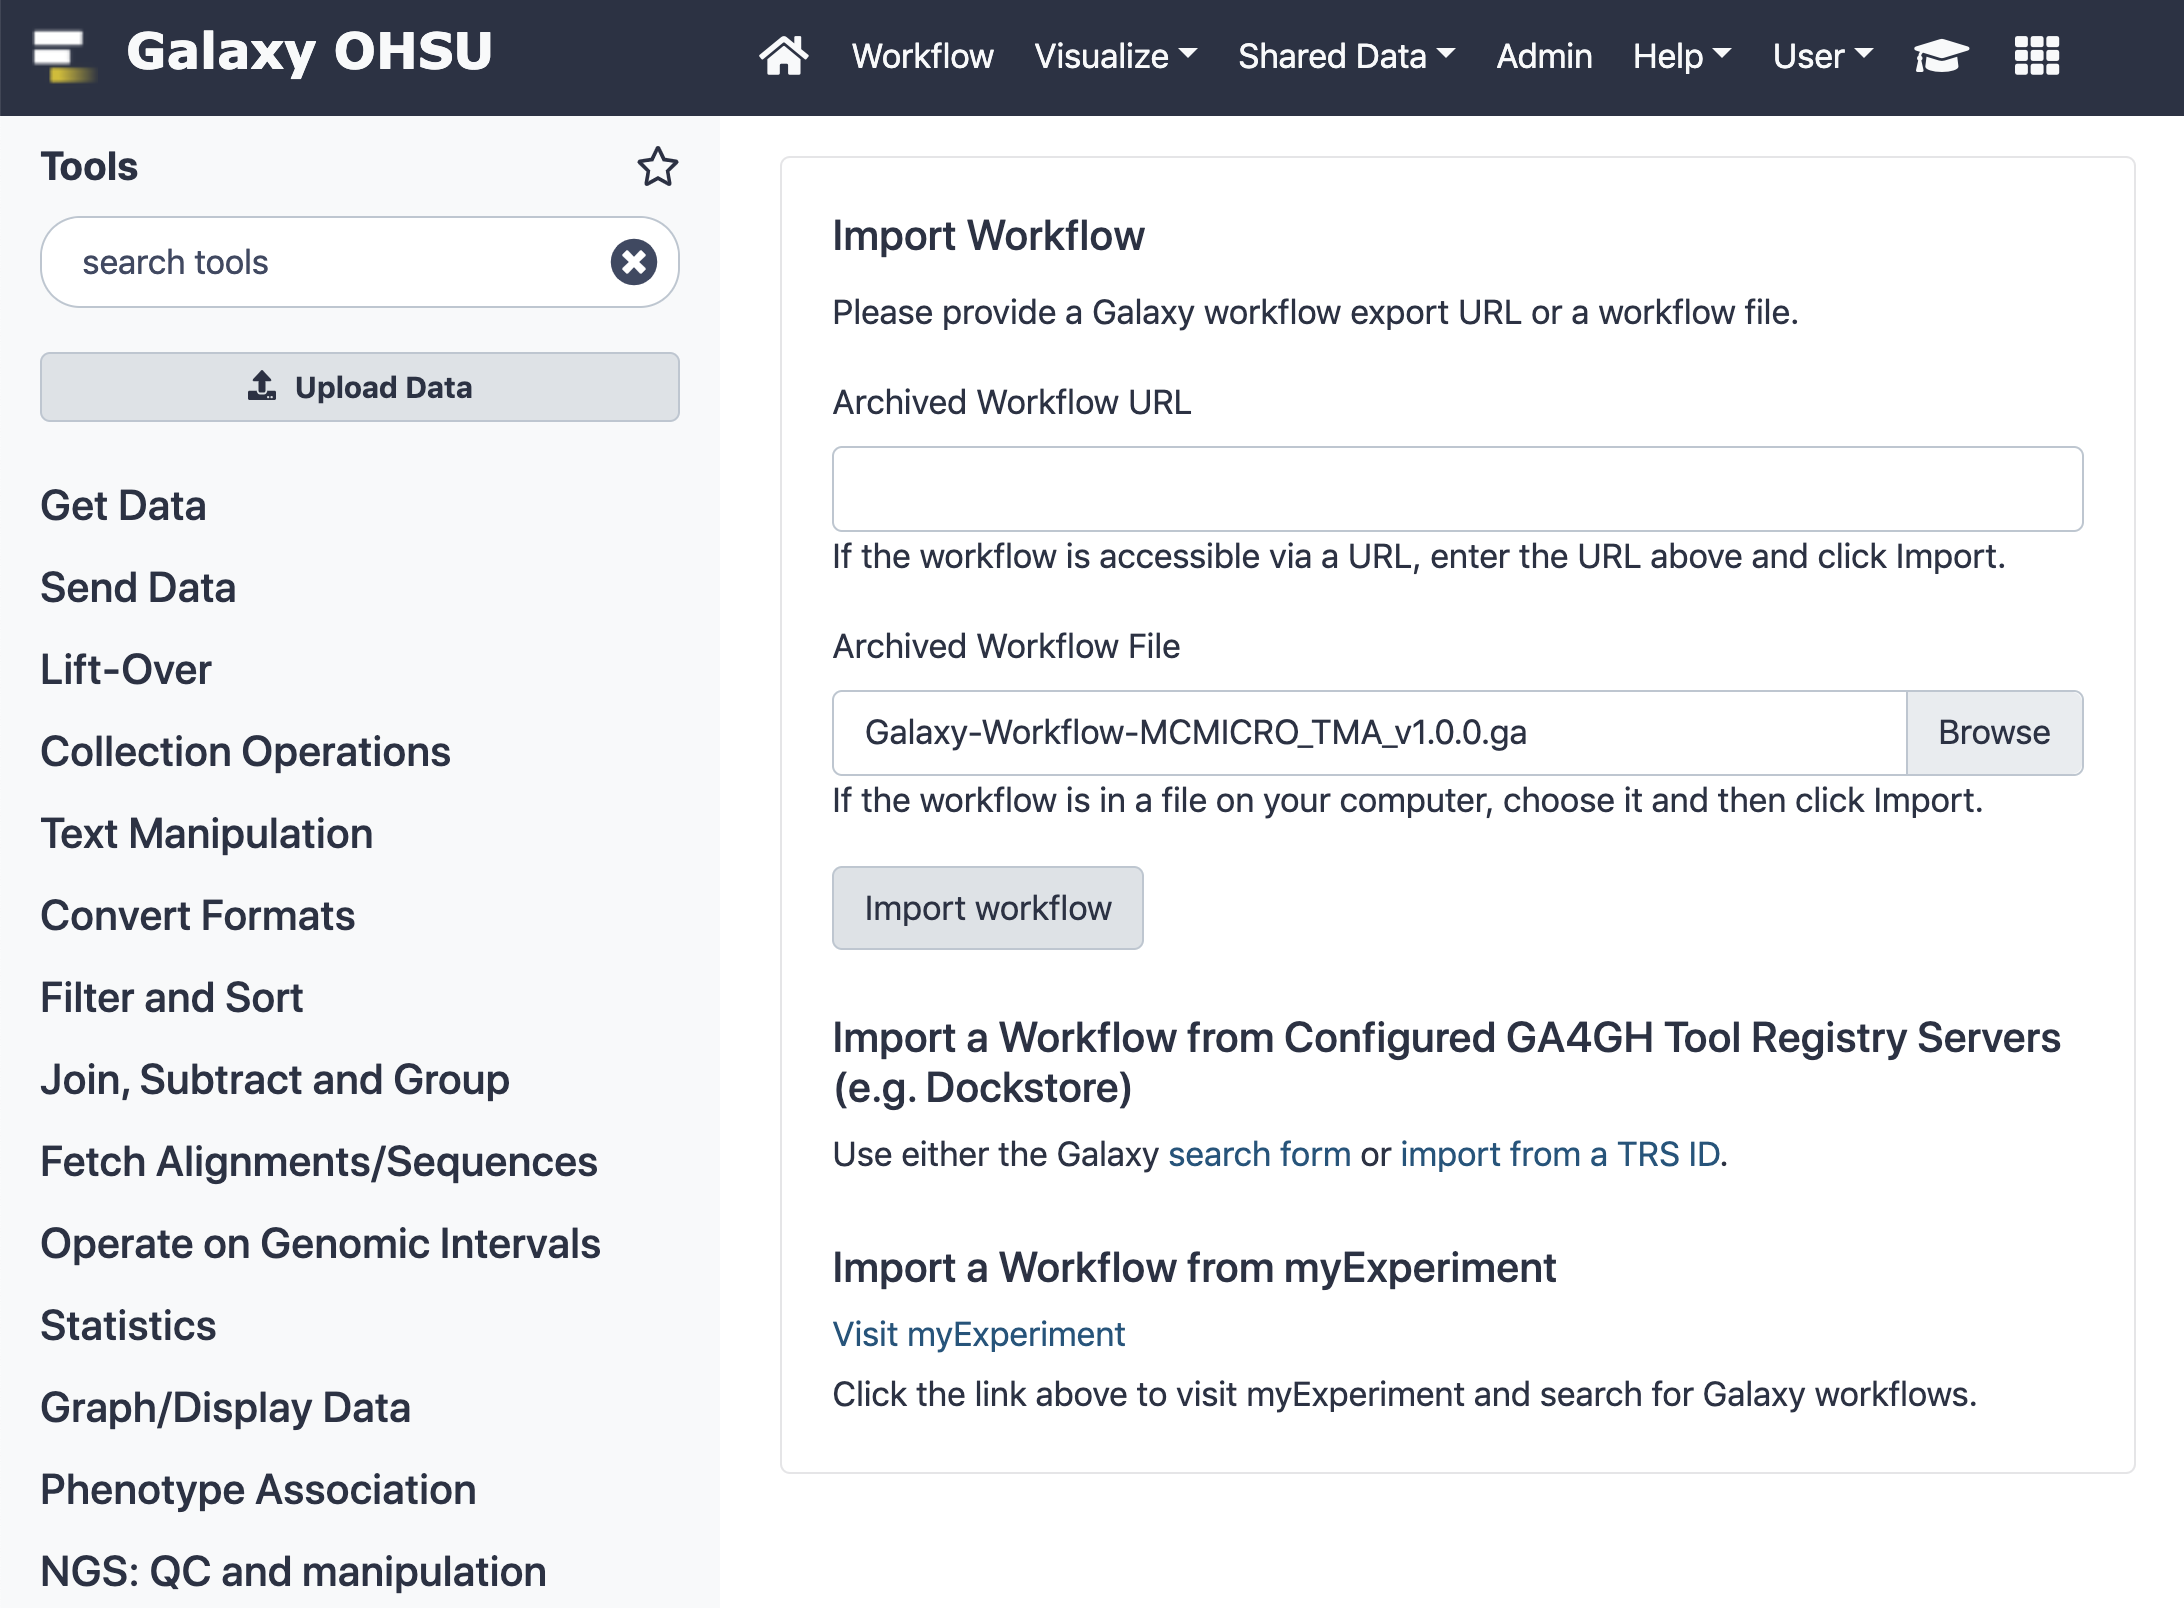 Galaxy OHSU
Workflow Visualize Shared Data Admin Help User
Tools
search tools
Upload Data
Get Data
Send Data
Lift-Over
Collection Operations
Text Manipulation
Convert Formats
Filter and Sort
Join, Subtract and Group
Fetch Alignments/Sequences
Operate on Genomic Intervals
Statistics
Graph/Display Data
Phenotype Association
NGS: QC and manipulation
Import Workflow
Please provide a Galaxy workflow export URL or a workflow file.
Archived Workflow URL
If the workflow is accessible via a URL, enter the URL above and click Import.
Archived Workflow File
Galaxy-Workflow-MCMICRO_TMA_v1.0.0.ga
Browse
If the workflow is in a file on your computer, choose it and then click Import.
Import workflow
Import a Workflow from Configured GA4GH Tool Registry Servers
(e.g. Dockstore)
Use either the Galaxy search form or import from a TRS ID.
Import a Workflow from myExperiment
Visit myExperiment
Click the link above to visit myExperiment and search for Galaxy workflows.